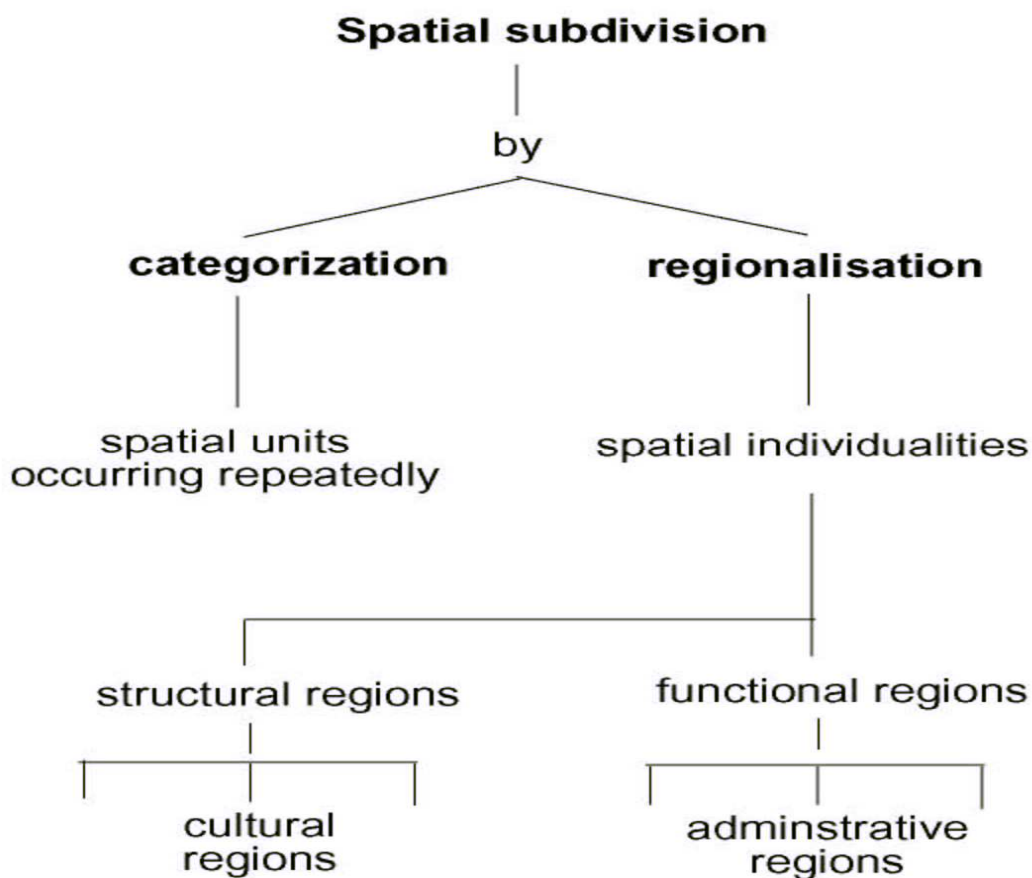 Spatial subdivision
by
categorization
regionalisation
spatial units
occurring repeatedly
spatial individualities
structural regions
functional regions
cultural
regions
adminstrative
regions